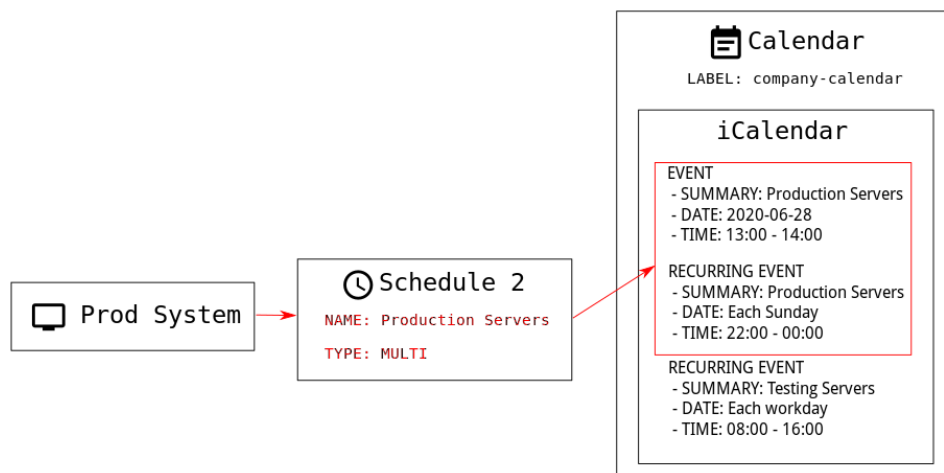 Calendar
LABEL: company-calendar
iCalendar
EVENT
- SUMMARY: Production Servers
- DATE: 2020-06-28
- TIME: 13:00 - 14:00
RECURRING EVENT
- SUMMARY: Production Servers
- DATE: Each Sunday
- TIME: 22:00 - 00:00
RECURRING EVENT
- SUMMARY: Testing Servers
- DATE: Each workday
- TIME: 08:00 - 16:00
Schedule 2
NAME: Production Servers
TYPE: MULTI
Prod System